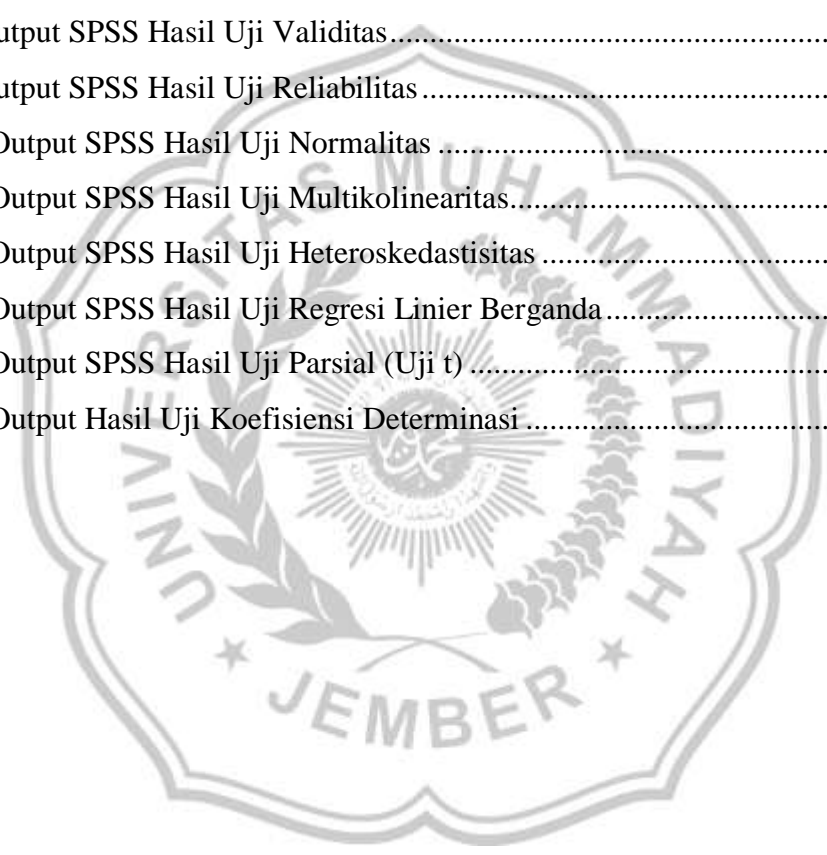 utput SPSS Hasil Uji Validitas
utput SPSS Hasil Uji Reliabilitas
Output SPSS Hasil Uji Normalitas
Output SPSS Hasil Uji Multikolinearitas
Output SPSS Hasil Uji Heteroskedastisitas
Output SPSS Hasil Uji Regresi Linier Berganda
Output SPSS Hasil Uji Parsial (Uji t)
Output Hasil Uji Koefisiensi Determinasi
UNIVERSITAS MUHAMMADIYAH
JEMBER